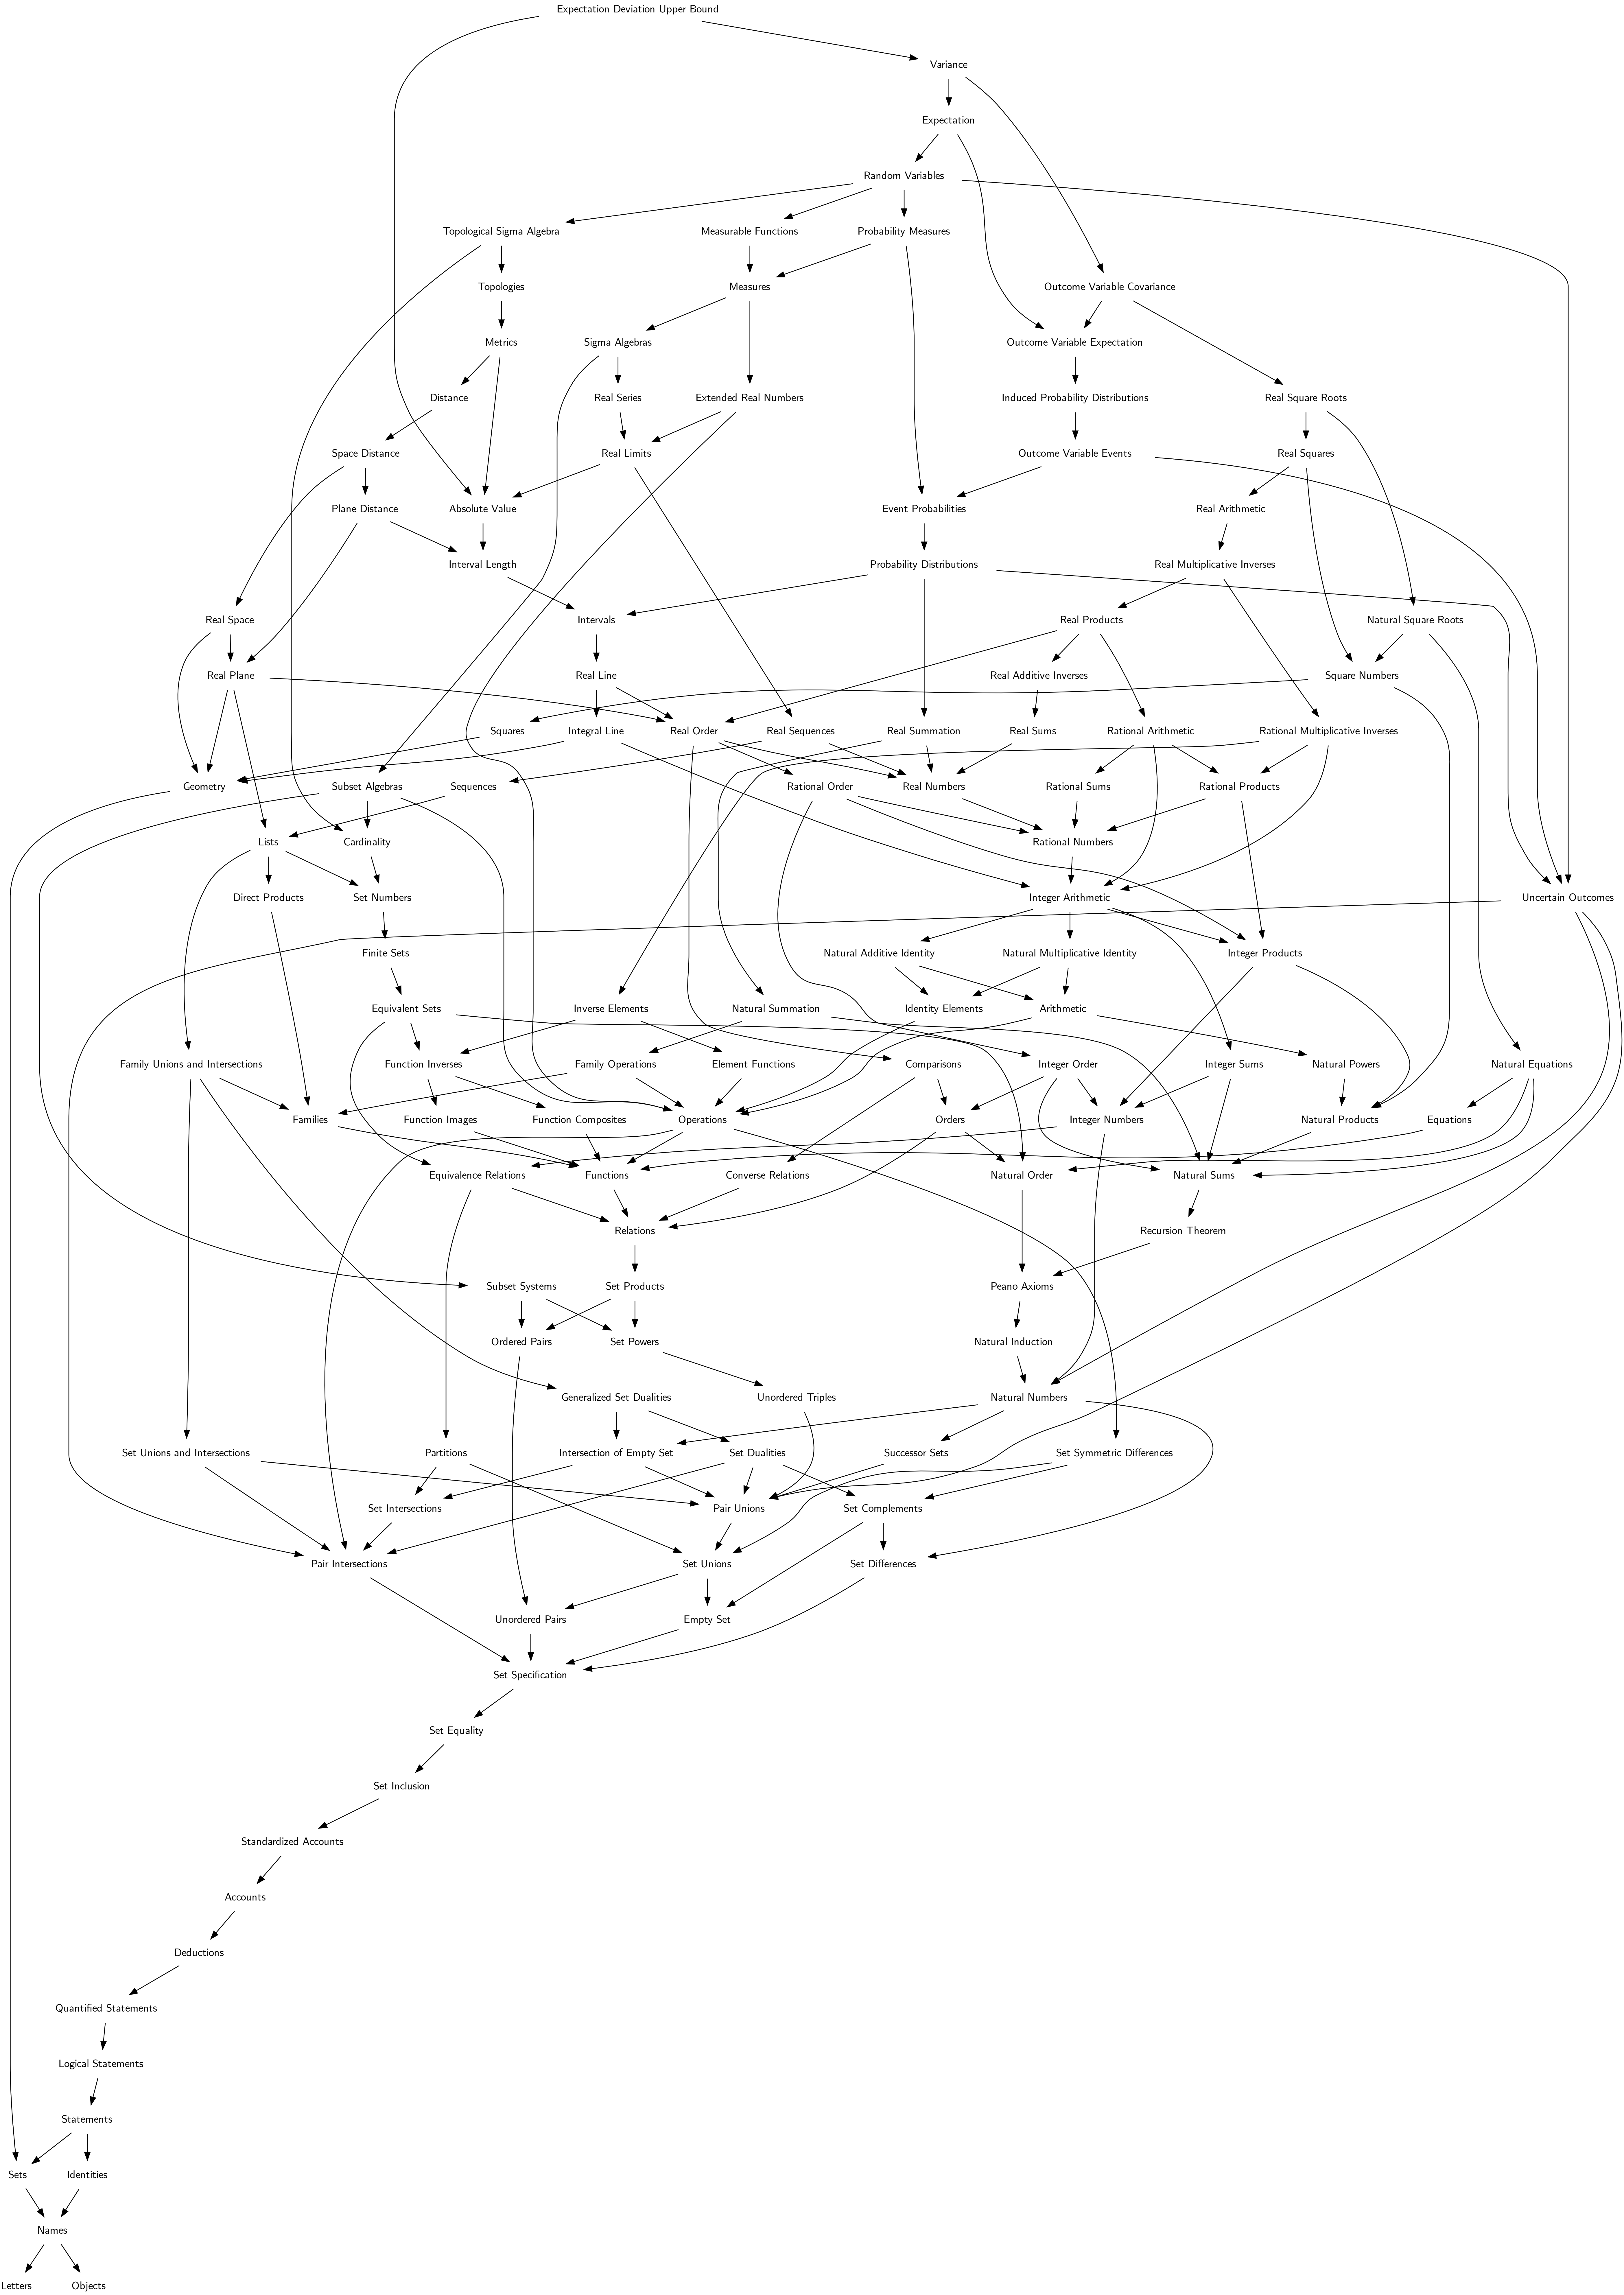 Expectation Deviation Upper Bound
Variance
Expectation
Random Variables
Topological Sigma Algebra
Measurable Functions
Probability Measures
Topologies
Measures
Outcome Variable Covariance
Metrics
Sigma Algebras
Outcome Variable Expectation
Distance
Real Series
Extended Real Numbers
Induced Probability Distributions
Real Square Roots
Space Distance
Real Limits
Outcome Variable Events
Real Squares
Plane Distance
Absolute Value
Event Probabilities
Real Arithmetic
Interval Length
Probability Distributions
Real Multiplicative Inverses
Real Space
Intervals
Real Products
Natural Square Roots
Real Plane
Real Line
Real Additive Inverses
Square Numbers
Squares
Integral Line
Real Order
Real Sequences
Real Summation
Real Sums
Rational Arithmetic
Rational Multiplicative Inverses
Geometry
Subset Algebras
Sequences
Rational Order
Real Numbers
Rational Sums
Rational Products
Lists
Cardinality
Rational Numbers
Direct Products
Set Numbers
Integer Arithmetic
Uncertain Outcomes
Finite Sets
Natural Additive Identity
Natural Multiplicative Identity
Integer Products
Equivalent Sets
Inverse Elements
Natural Summation
Identity Elements
Arithmetic
Family Unions and Intersections
Function Inverses
Family Operations
Element Functions
Comparisons
Integer Order
Integer Sums
Natural Powers
Natural Equations
Families
Function Images
Function Composites
Operations
Orders
Integer Numbers
Natural Products
Equations
Equivalence Relations
Functions
Converse Relations
Natural Order
Natural Sums
Relations
Recursion Theorem
Subset Systems
Set Products
Peano Axioms
Ordered Pairs
Set Powers
Natural Induction
Generalized Set Dualities
Unordered Triples
Natural Numbers
Set Unions and Intersections
Partitions
Intersection of Empty Set
Set Dualities
Successor Sets
Set Symmetric Differences
Set Intersections
Pair Unions
Set Complements
Pair Intersections
Set Unions
Set Differences
Unordered Pairs
Empty Set
Set Specification
Set Equality
Set Inclusion
Standardized Accounts
Accounts
Deductions
Quantified Statements
Logical Statements
Statements
Sets
Identities
Names
Letters
Objects